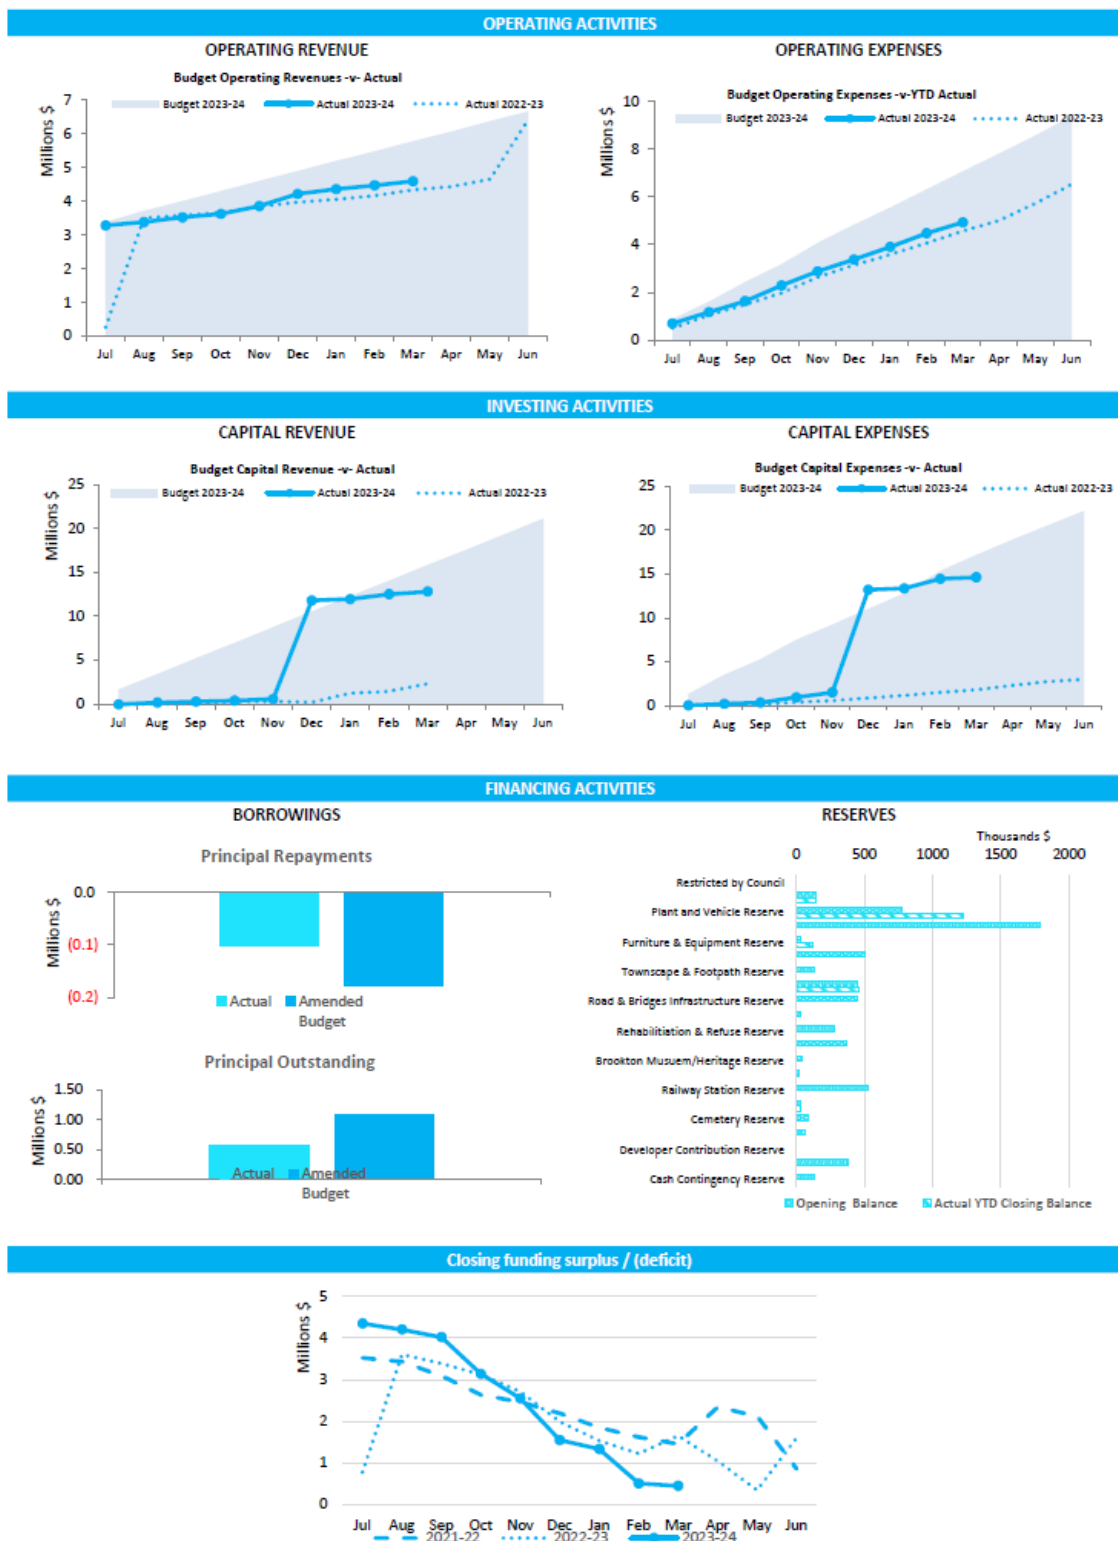 OPERATING ACTIVITIES
OPERATING REVENUE
Budget Operating Revenues -v- Actual
Budget 2023-24 Actual 2023-24 Actual 2022-23
Millions $
7
6
5
4
3
2
1
0
Jul Aug Sep Oct Nov Dec Jan Feb Mar Apr May Jun
OPERATING EXPENSES
Budget Operating Expenses -v-YTD Actual
Budget 2023-24 Actual 2023-24 Actual 2022-23
Millions $
10
8
6
4
2
0
Jul Aug Sep Oct Nov Dec Jan Feb Mar Apr May Jun
INVESTING ACTIVITIES
CAPITAL REVENUE
Budget Capital Revenue -v- Actual
Budget 2023-24 Actual 2023-24 Actual 2022-23
Millions $
25
20
15
10
5
0
Jul Aug Sep Oct Nov Dec Jan Feb Mar Apr May Jun
CAPITAL EXPENSES
Budget Capital Expenses -v- Actual
Budget 2023-24 Actual 2023-24 Actual 2022-23
Millions $
25
20
15
10
5
0
Jul Aug Sep Oct Nov Dec Jan Feb Mar Apr May Jun
FINANCING ACTIVITIES
BORROWINGS
Principal Repayments
Millions $
0.0
(0.1)
(0.2)
Actual Amended
Budget
Principal Outstanding
Millions $
1.50
1.00
0.50
0.00
Actual Amended
Budget
RESERVES
Thousands $
0 500 1000 1500 2000
Restricted by Council
Plant and Vehicle Reserve
Furniture & Equipment Reserve
Townscape & Footpath Reserve
Road & Bridges Infrastructure Reserve
Rehabilitiation & Refuse Reserve
Brookton Musuem/Heritage Reserve
Railway Station Reserve
Cemetery Reserve
Developer Contribution Reserve
Cash Contingency Reserve
Opening Balance Actual YTD Closing Balance
Closing funding surplus / (deficit)
Millions $
5
4
3
2
1
0
Jul Aug Sep Oct Nov Dec Jan Feb Mar Apr May Jun
2021-22 2022-23 2023-24